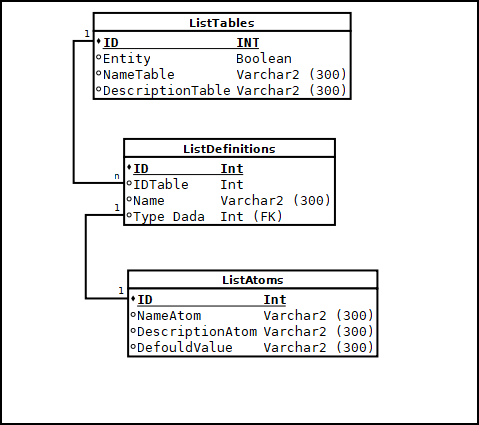 ListTables
1
ID INT
Entity Boolean
NameTable Varchar2 (300)
DescriptionTable Varchar2 (300)
ListDefinitions
n
ID Int
IDTable Int
Name Varchar2 (300)
1
Type Dada Int (FK)
ListAtoms
1
ID Int
NameAtom Varchar2 (300)
DescriptionAtom Varchar2 (300)
DefouldValue Varchar2 (300)